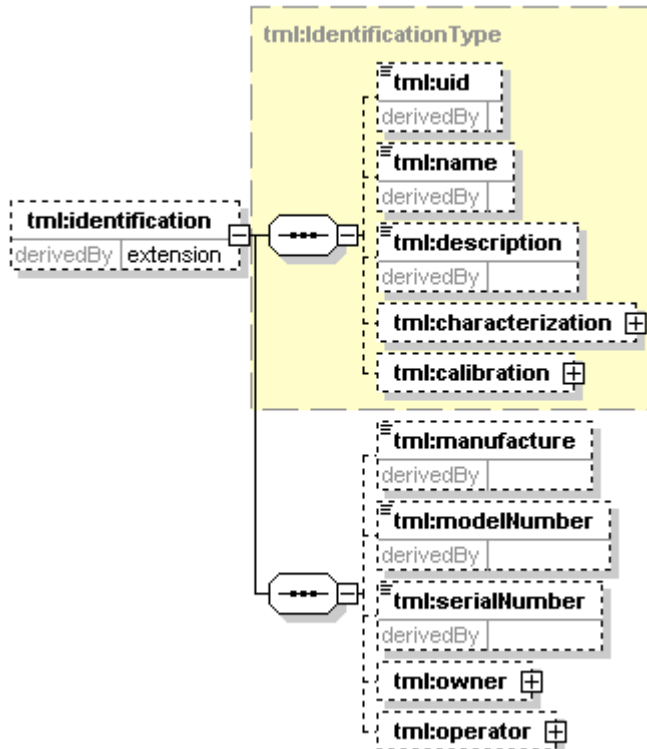 tml:IdentificationType
tml:uid
derivedBy
tml:name
derivedBy
tml:identification
derivedBy extension
tml:description
derivedBy
tml:characterization
tml:calibration
tml:manufacture
derivedBy
tml:modelNumber
derivedBy
tml:serialNumber
derivedBy
tml:owner
tml:operator